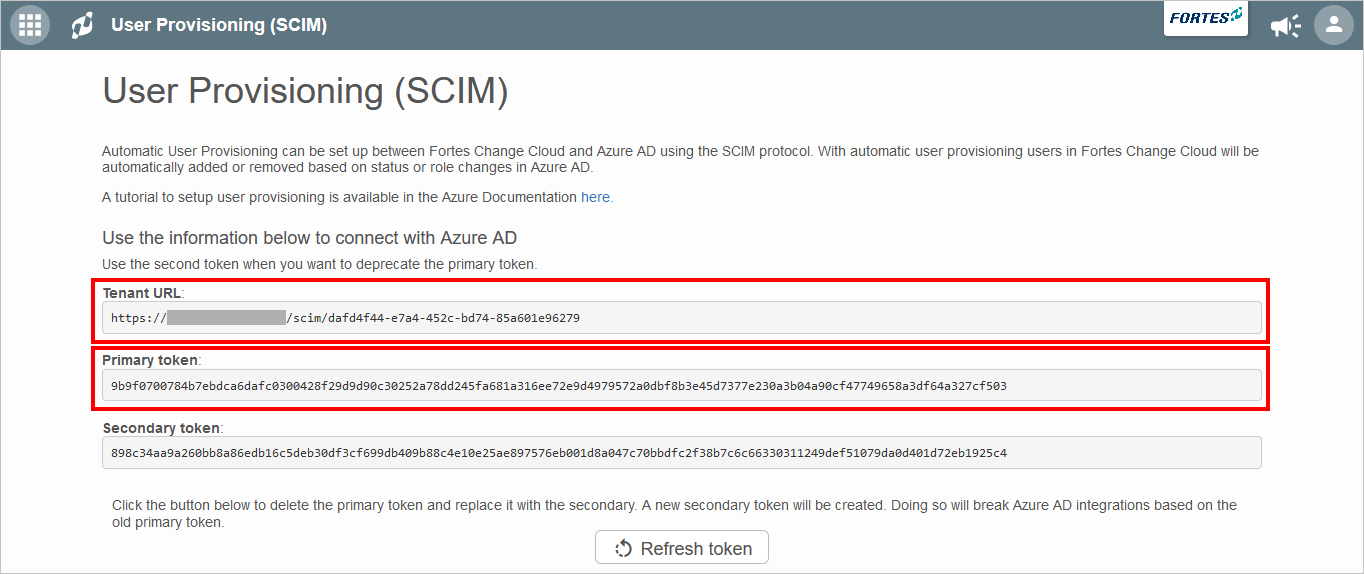 User Provisioning (SCIM)
FORTES
User Provisioning (SCIM)
Automatic User Provisioning can be set up between Fortes Change Cloud and Azure AD using the SCIM protocol. With automatic user provisioning users in Fortes Change Cloud will be
automatically added or removed based on status or role changes in Azure AD.
A tutorial to setup user provisioning is available in the Azure Documentation here.
Use the information below to connect with Azure AD
Use the second token when you want to deprecate the primary token.
Tenant URL:
https:// /scim/dafd4f44-e7a4-452c-bd74-85a601e96279
Primary token:
9b9f0700784b7ebdca6dafc0300428f29d9d90c30252a78dd245fa681a316ee72e9d4979572a0dbf8b3e45d7377e230a3b04a90cf47749658a3df64a327cf503
Secondary token:
898c34aa9a260bb8a86edb16c5deb30df3cf699db409b88c4e10e25ae897576eb001d8a047c70bbdfc2f38b7c6c66330311249def51079da0d401d72eb1925c4
Click the button below to delete the primary token and replace it with the secondary. A new secondary token will be created. Doing so will break Azure AD integrations based on the
old primary token.
Refresh token